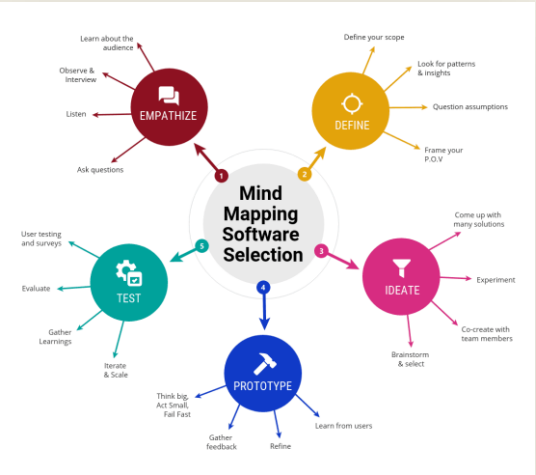 Mind
Mapping
Software
Selection
1
EMPATHIZE
Learn about the
audience
Observe &
Interview
Listen
Ask questions
2
DEFINE
Define your scope
Look for patterns
& insights
Question assumptions
Frame your
P.O.V
3
IDEATE
Come up with
many solutions
Experiment
Co-create with
team members
Brainstorm
& select
4
PROTOTYPE
Think big,
Act Small,
Fail Fast
Gather
feedback
Refine
Learn from users
5
TEST
User testing
and surveys
Evaluate
Gather
Learnings
Iterate
& Scale